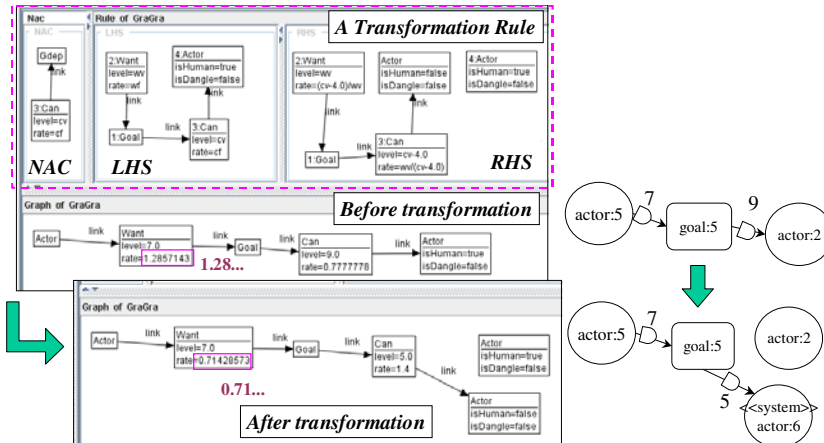 Nac
Rule of GraGra
NAC
LHS
RHS
A Transformation Rule
Gdep
link
3:Can
level=cv
rate=cf
NAC
2:Want
level=wv
rate=wf
4:Actor
isHuman=true
isDangle=false
link
link
link
1:Goal
3:Can
level=cv
rate=cf
LHS
2:Want
level=wv
rate=(cv-4.0)/wv
Actor
isHuman=false
isDangle=false
4:Actor
isHuman=true
isDangle=false
link
link
link
1:Goal
3:Can
level=cv-4.0
rate=wv/(cv-4.0)
RHS
Graph of GraGra
Before transformation
Actor
link
Want
level=7.0
rate=1.2857143
link
Goal
link
Can
level=9.0
rate=0.7777778
link
Actor
isHuman=true
isDangle=false
1.28...
Graph of GraGra
Actor
link
Want
level=7.0
rate=0.71428573
link
Goal
link
Can
level=5.0
rate=1.4
Actor
isHuman=true
isDangle=false
link
Actor
isHuman=false
isDangle=false
0.71...
After transformation
actor:5
7
goal:5
9
actor:2
actor:5
7
goal:5
actor:2
5
<<system>>
actor:6